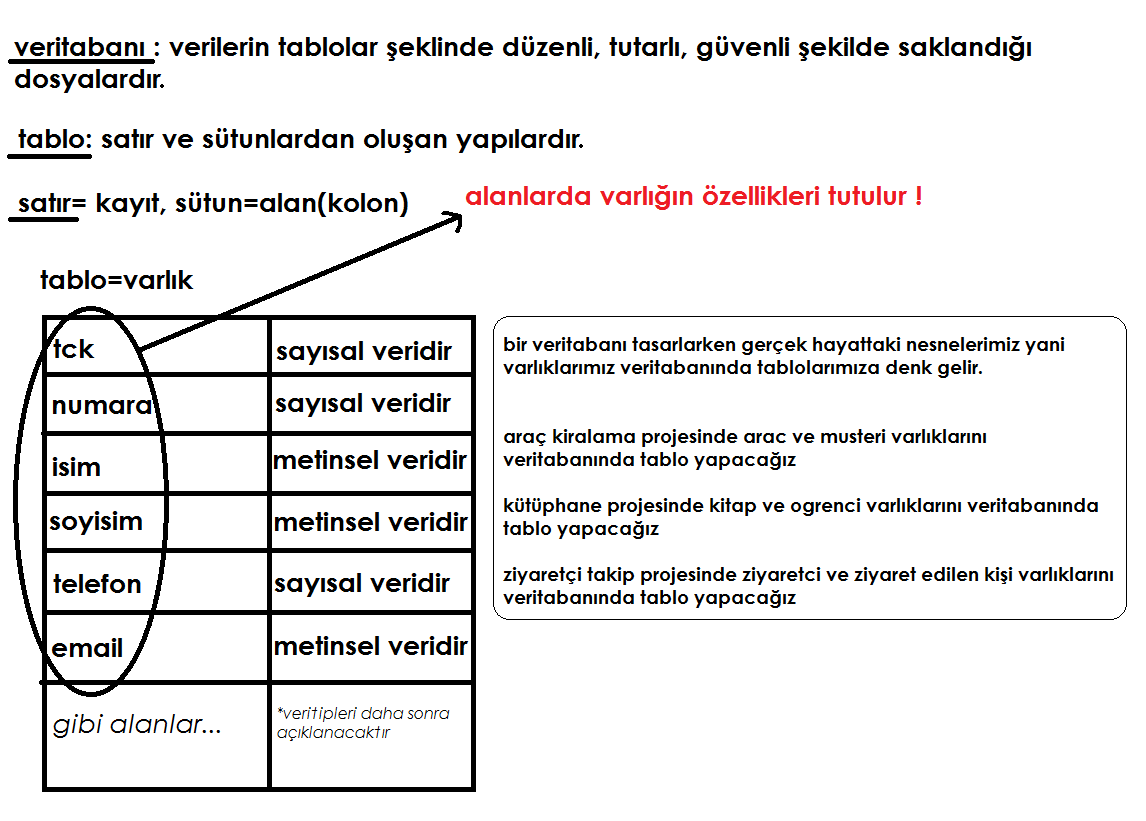 veritabanı : verilerin tablolar şeklinde düzenli, tutarlı, güvenli şekilde saklandığı
dosyalardır.
tablo: satır ve sütunlardan oluşan yapılardır.
satır= kayıt, sütun=alan(kolon)
alanlarda varlığın özellikleri tutulur !
tablo=varlık
tck
sayısal veridir
numara
sayısal veridir
isim
metinsel veridir
soyisim
metinsel veridir
telefon
sayısal veridir
email
metinsel veridir
gibi alanlar...
*veritipleri daha sonra
açıklanacaktır
bir veritabanı tasarlarken gerçek hayattaki nesnelerimiz yani
varlıklarımız veritabanında tablolarımıza denk gelir.
araç kiralama projesinde arac ve musteri varlıklarını
veritabanında tablo yapacağız
kütüphane projesinde kitap ve ogrenci varlıklarını veritabanında
tablo yapacağız
ziyaretçi takip projesinde ziyaretci ve ziyaret edilen kişi varlıklarını
veritabanında tablo yapacağız